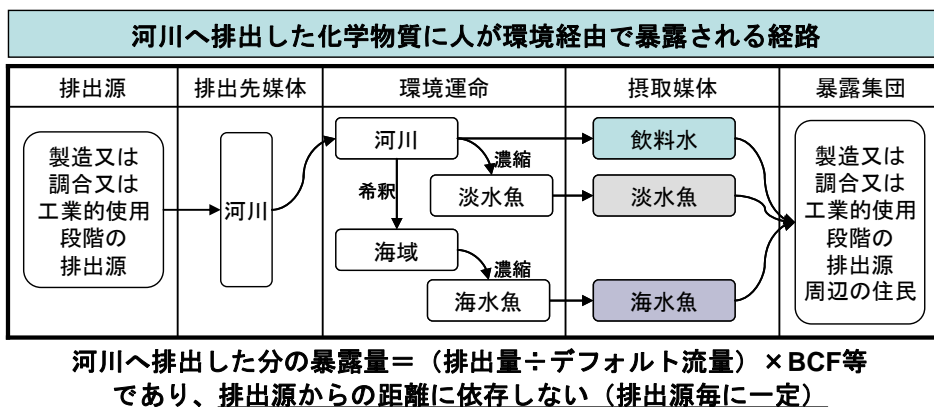 河川へ排出した化学物質に人が環境経由で暴露される経路
排出源
排出先媒体
環境運命
摂取媒体
暴露集団
製造又は
調合又は
工業的使用
段階の
排出源
河川
河川
濃縮
希釈
淡水魚
海域
濃縮
海水魚
飲料水
淡水魚
海水魚
製造又は
調合又は
工業的使用
段階の
排出源
周辺の住民
河川へ排出した分の暴露量＝（排出量÷デフォルト流量）×BCF等
であり、排出源からの距離に依存しない（排出源毎に一定）